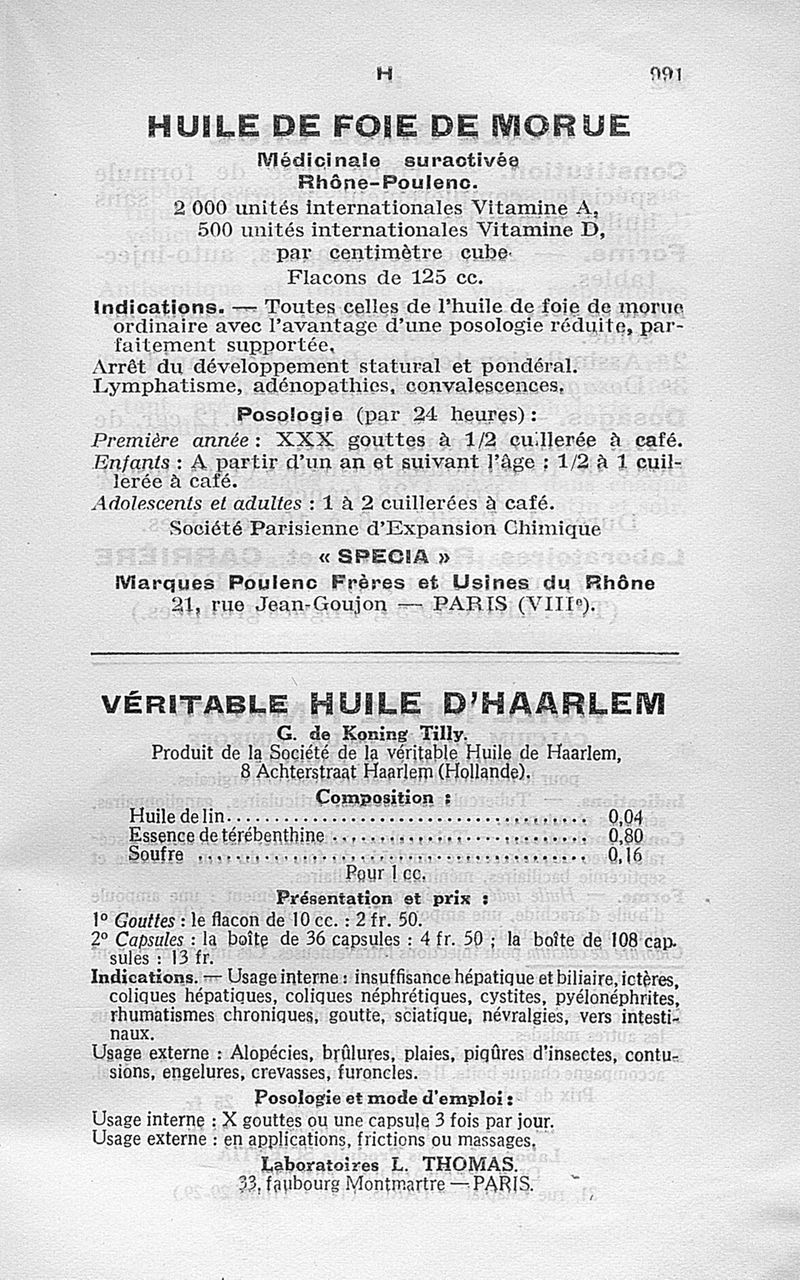 H 991
HUILE DE FOIE DE MORUE
Médicinale suractivée
Rhône-Poulenc.
2 000 unités internationales Vitamine A,
500 unités internationales Vitamine D,
par centimètre cube.
Flacons de 125 cc.
Indications. — Toutes celles de l'huile de foie de morue
ordinaire avec l'avantage d'une posologie réduite, par-
faitement supportée.
Arrêt du développement statural et pondéral.
Lymphatisme, adénopathies, convalescences.
Posologie (par 24 heures) :
Première année : XXX gouttes à 1/2 cuillerée à café.
Enfants : A partir d'un an et suivant l'âge : 1/2 à 1 cuil-
lerée à café.
Adolescents et adultes : 1 à 2 cuillerées à café.
Société Parisienne d'Expansion Chimique
« SPECIA »
Marques Poulenc Frères et Usines du Rhône
21, rue Jean-Goujon — PARIS (VIIIe).
VÉRITABLE HUILE D'HAARLEM
G. de Koning Tilly.
Produit de la Société de la véritable Huile de Haarlem,
8 Achterstraat Haarlem (Hollande).
Composition :
Huile de lin........................................ 0,04
Essence de térébenthine ............................ 0,80
Soufre ............................................. 0,16
Pour 1 cc.
Présentation et prix :
1º Gouttes : le flacon de 10 cc. : 2 fr. 50.
2º Capsules : la boîte de 36 capsules : 4 fr. 50 ; la boîte de 108 cap-
sules : 13 fr.
Indications. — Usage interne : insuffisance hépatique et biliaire, ictères,
coliques hépatiques, coliques néphrétiques, cystites, pyélonéphrites,
rhumatismes chroniques, goutte, sciatique, névralgies, vers intesti-
naux.
Usage externe : Alopécies, brûlures, plaies, piqûres d'insectes, contu-
sions, engelures, crevasses, furoncles.
Posologie et mode d'emploi :
Usage interne : X gouttes ou une capsule 3 fois par jour.
Usage externe : en applications, frictions ou massages.
Laboratoires L. THOMAS.
33, faubourg Montmartre — PARIS.